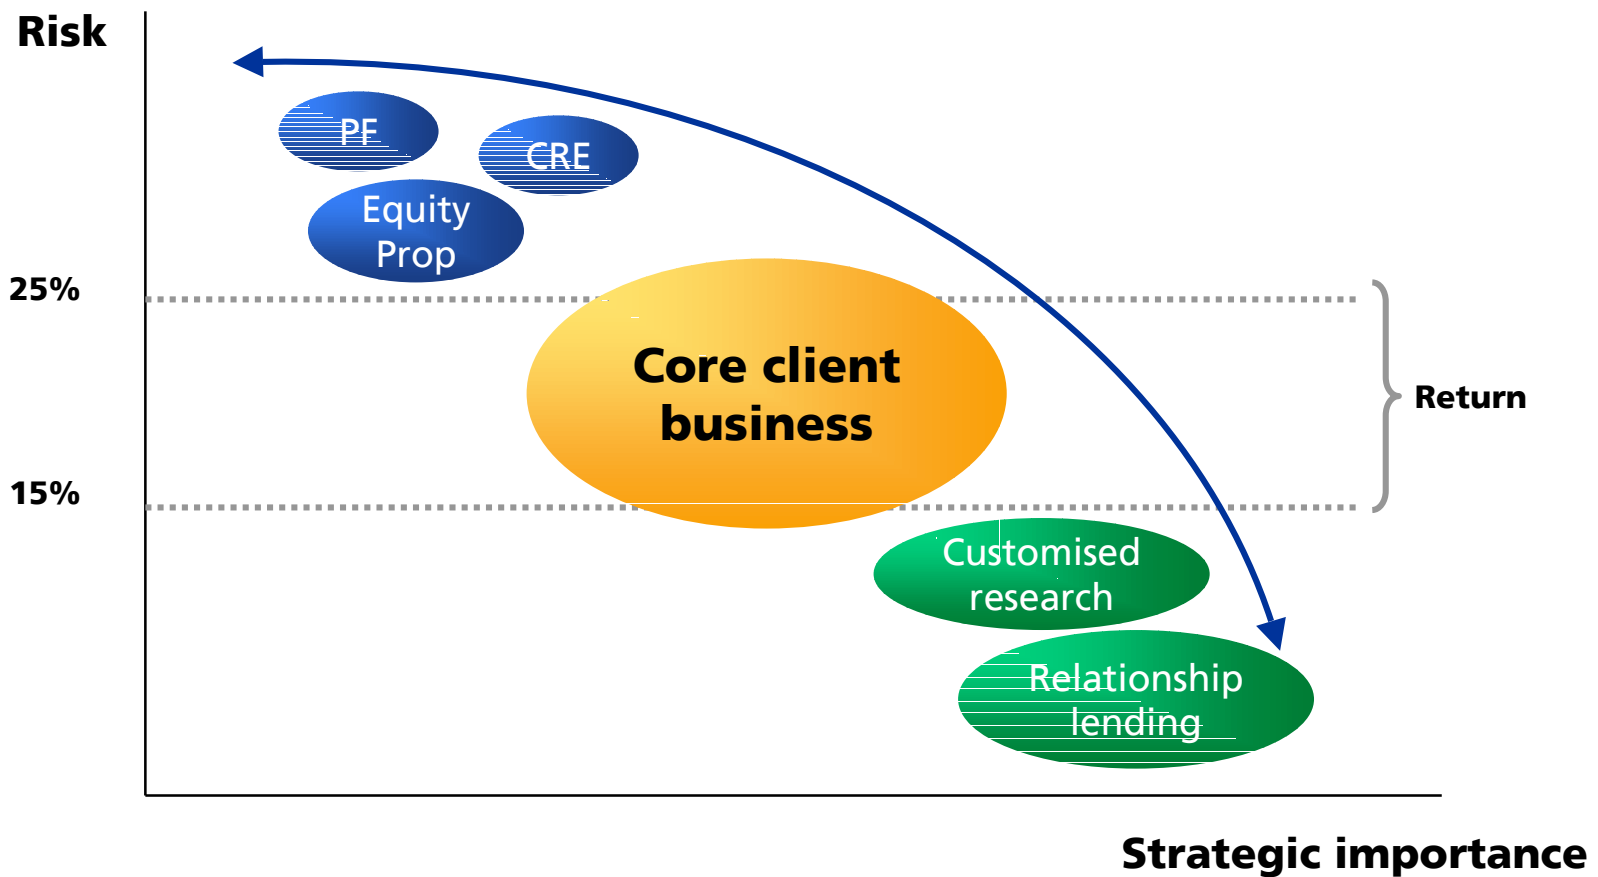 Risk
PF
CRE
Equity
Prop
25%
Core client
business
Return
15%
Customised
research
Relationship
lending
Strategic importance